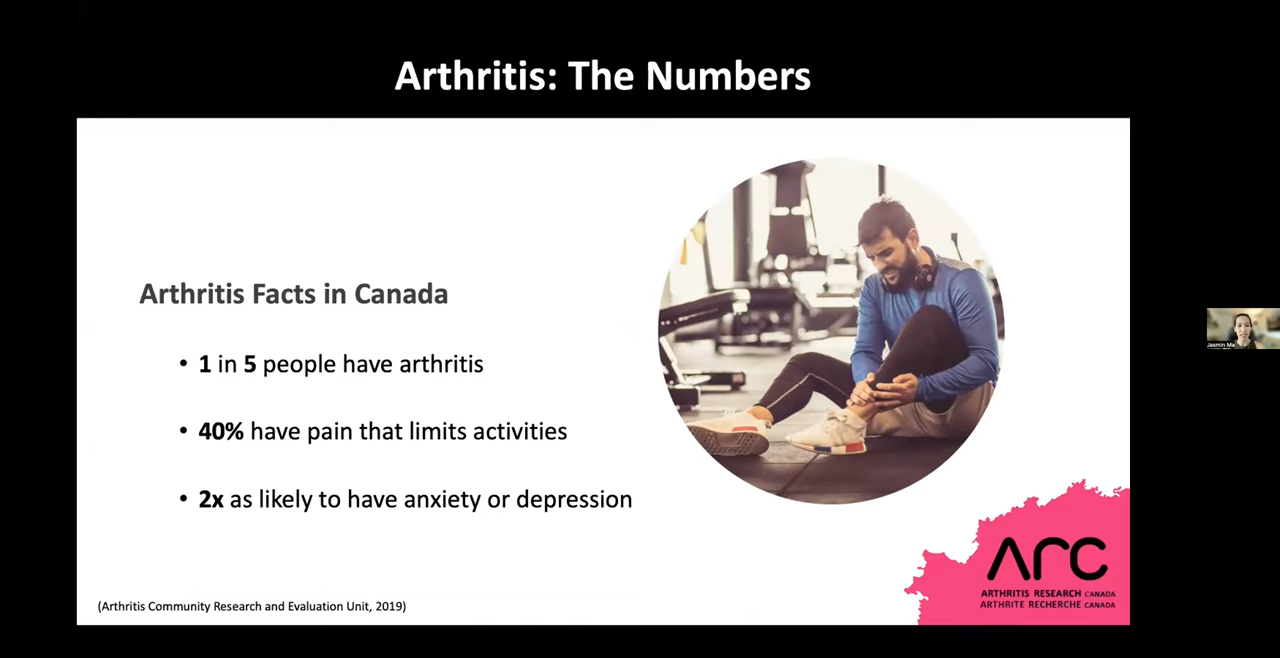 Arthritis: The Numbers
Arthritis Facts in Canada
• 1 in 5 people have arthritis
• 40% have pain that limits activities
• 2x as likely to have anxiety or depression
(Arthritis Community Research and Evaluation Unit, 2019)
ARC
ARTHRITIS RESEARCH CANADA
ARTHRITE RECHERCHE CANADA
Jasmin Ma